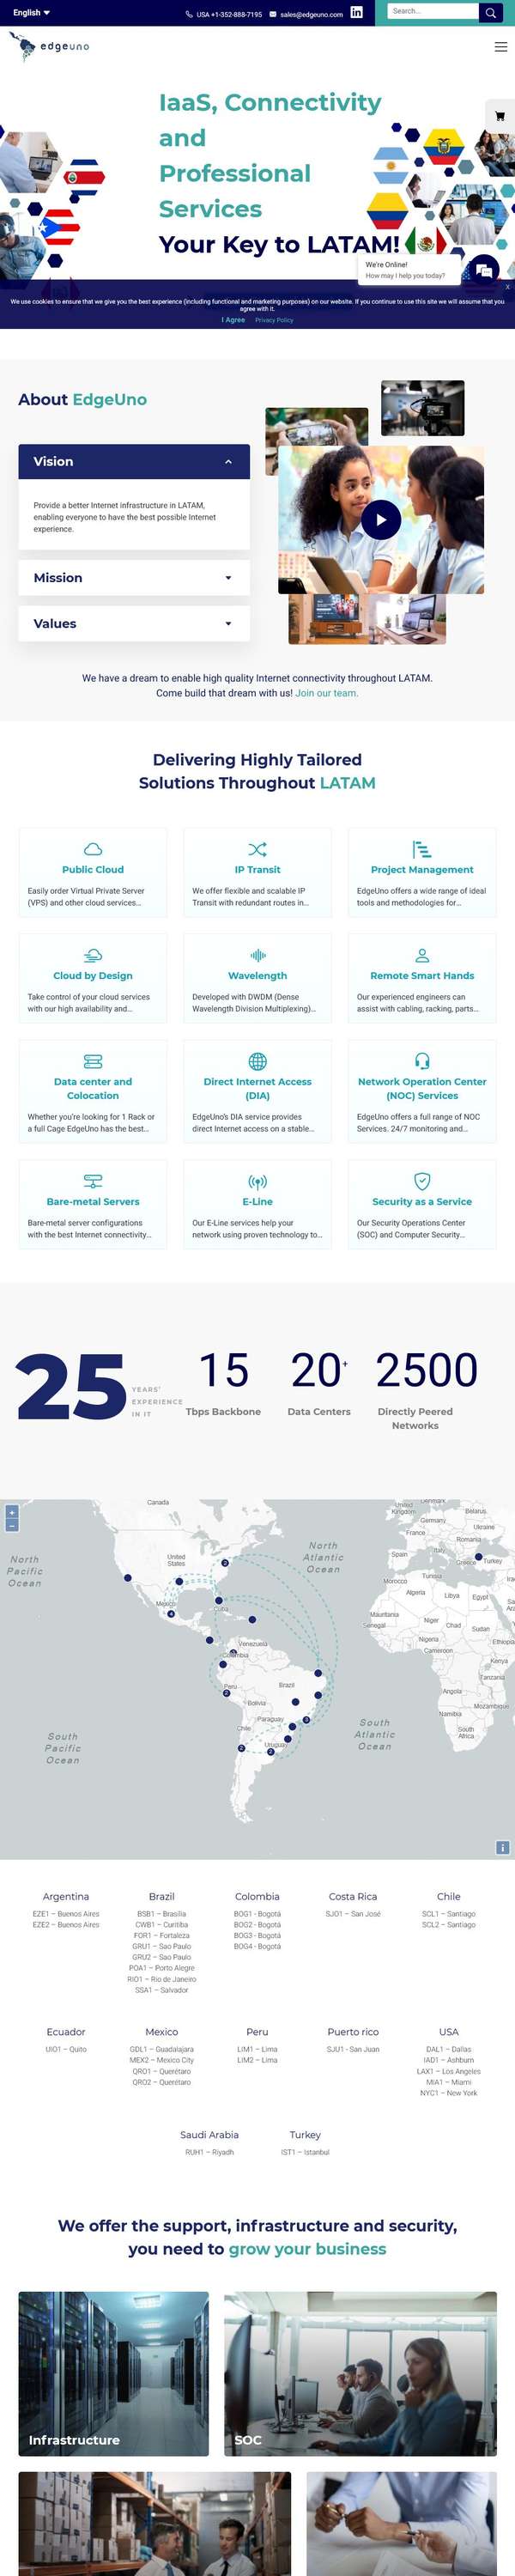 English
USA +1-352-888-7195
sales@edgeuno.com
in
Search...
edgeuno
IaaS, Connectivity
and
Professional
Services
Your Key to LATAM!
We're Online!
How may I help you today?
X
We use cookies to ensure that we give you the best experience (including functional and marketing purposes) on our website. If you continue to use this site we will assume that you
agree with it.
I Agree
Privacy Policy
About EdgeUno
Vision
Provide a better Internet infrastructure in LATAM,
enabling everyone to have the best possible Internet
experience.
Mission
Values
We have a dream to enable high quality Internet connectivity throughout LATAM.
Come build that dream with us! Join our team.
Delivering Highly Tailored
Solutions Throughout LATAM
Public Cloud
Easily order Virtual Private Server
(VPS) and other cloud services...
IP Transit
We offer flexible and scalable IP
Transit with redundant routes in...
Project Management
EdgeUno offers a wide range of ideal
tools and methodologies for...
Cloud by Design
Take control of your cloud services
with our high availability and...
Wavelength
Developed with DWDM (Dense
Wavelength Division Multiplexing)...
Remote Smart Hands
Our experienced engineers can
assist with cabling, racking, parts...
Data center and
Colocation
Whether you're looking for 1 Rack or
a full Cage EdgeUno has the best...
Direct Internet Access
(DIA)
EdgeUno's DIA service provides
direct Internet access on a stable...
Network Operation Center
(NOC) Services
EdgeUno offers a full range of NOC
Services. 24/7 monitoring and...
Bare-metal Servers
Bare-metal server configurations
with the best Internet connectivity...
E-Line
Our E-Line services help your
network using proven technology to...
Security as a Service
Our Security Operations Center
(SOC) and Computer Security...
25
YEARS'
EXPERIENCE
IN IT
15
Tbps Backbone
20+
Data Centers
2500
Directly Peered
Networks
+
−
Canada
United
Kingdom
Denmark
Belarus
Germany
Ukraine
France
Romania
North
Pacific
Ocean
United
States
2
North
Atlantic
Ocean
Spain
Italy
Greece
Turkey
Morocco
Tunisia
Algeria
Libya
Egypt
Mexico
4
Cuba
Mauritania
Senegal
Niger
Chad
Sudan
Nigeria
Ethiopia
Cameroon
Kenya
Venezuela
Colombia
Tanzania
Peru
2
Brazil
Angola
Bolivia
Mozambique
Namibia
Paraguay
3
Chile
South
Africa
South
Pacific
Ocean
South
Atlantic
Ocean
Uruguay
2
2
i
Argentina
EZE1 – Buenos Aires
EZE2 – Buenos Aires
Brazil
BSB1 – Brasília
CWB1 – Curitiba
FOR1 – Fortaleza
GRU1 – Sao Paulo
GRU2 – Sao Paulo
POA1 – Porto Alegre
RIO1 – Rio de Janeiro
SSA1 – Salvador
Colombia
BOG1 - Bogotá
BOG2 - Bogotá
BOG3 - Bogotá
BOG4 - Bogotá
Costa Rica
SJO1 – San José
Chile
SCL1 – Santiago
SCL2 – Santiago
Ecuador
UIO1 – Quito
Mexico
GDL1 – Guadalajara
MEX2 – Mexico City
QRO1 – Querétaro
QRO2 – Querétaro
Peru
LIM1 – Lima
LIM2 – Lima
Puerto rico
SJU1 - San Juan
USA
DAL1 – Dallas
IAD1 – Ashburn
LAX1 – Los Angeles
MIA1 – Miami
NYC1 – New York
Saudi Arabia
RUH1 – Riyadh
Turkey
IST1 – Istanbul
We offer the support, infrastructure and security,
you need to grow your business
Infrastructure
SOC